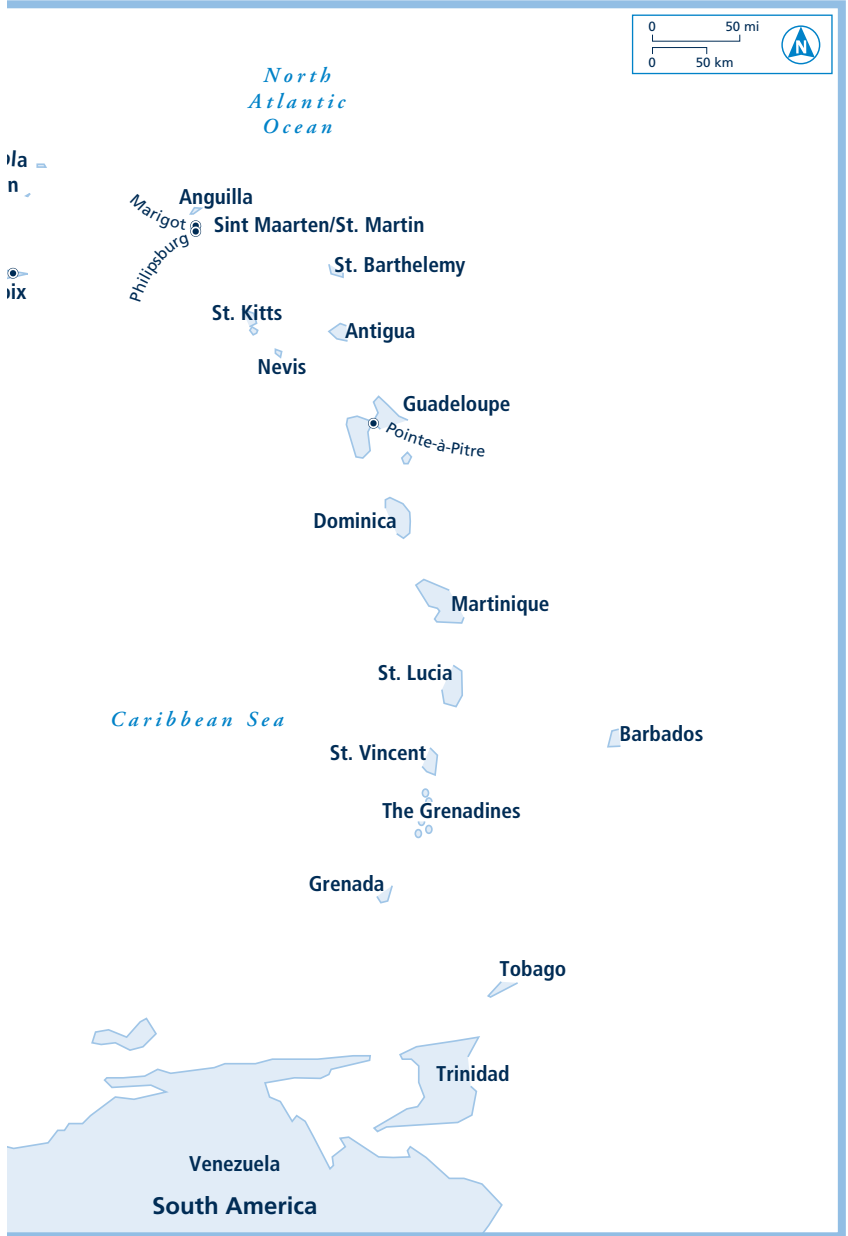 0 50 mi
0 50 km
N
North
Atlantic
Ocean
la
n
Anguilla
Marigot
Sint Maarten/St. Martin
Philipsburg
St. Barthelemy
oix
St. Kitts
Antigua
Nevis
Guadeloupe
Pointe-à-Pitre
Dominica
Martinique
St. Lucia
Caribbean Sea
Barbados
St. Vincent
The Grenadines
Grenada
Tobago
Trinidad
Venezuela
South America